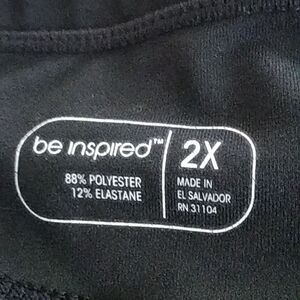 be inspired™
88% POLYESTER
12% ELASTANE
2X
MADE IN
EL SALVADOR
RN 31104